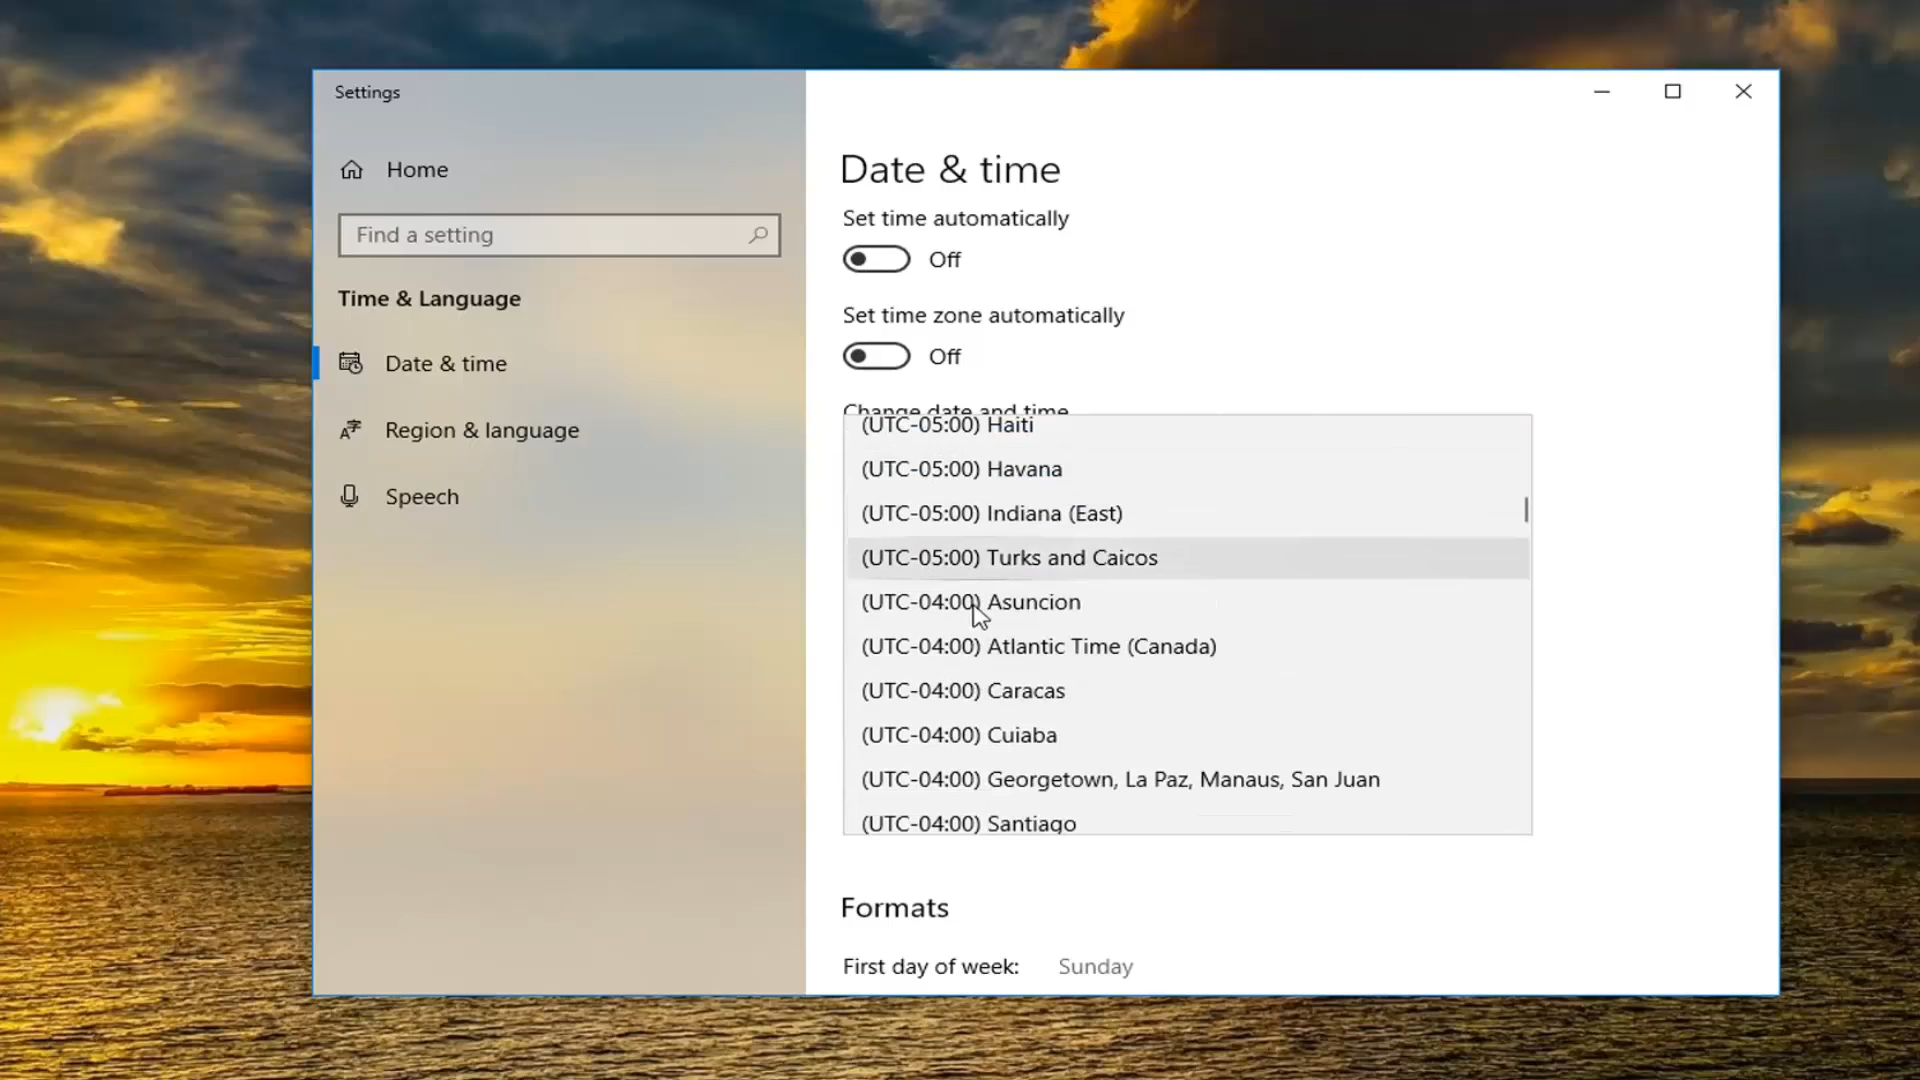 Settings
Home
Find a setting
Time & Language
Date & time
Region & language
Speech
Date & time
Set time automatically
Off
Set time zone automatically
Off
Change date and time
(UTC-05:00) Haiti
(UTC-05:00) Havana
(UTC-05:00) Indiana (East)
(UTC-05:00) Turks and Caicos
(UTC-04:00) Asuncion
(UTC-04:00) Atlantic Time (Canada)
(UTC-04:00) Caracas
(UTC-04:00) Cuiaba
(UTC-04:00) Georgetown, La Paz, Manaus, San Juan
(UTC-04:00) Santiago
Formats
First day of week: Sunday